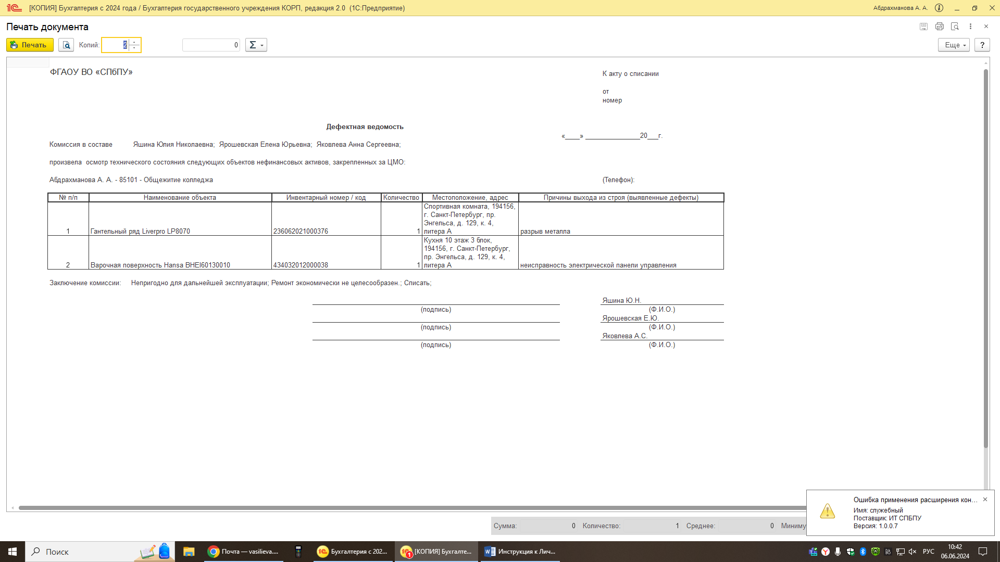 [КОПИЯ] Бухгалтерия с 2024 года / Бухгалтерия государственного учреждения КОРП, редакция 2.0 (1С:Предприятие)
Абдрахманова А. А.
Печать документа
Печать
Копий:
2
0
Σ
Еще
?
ФГАОУ ВО «СПбПУ»
К акту о списании
от
номер
Дефектная ведомость
«____» _______________20___г.
Комиссия в составе Яшина Юлия Николаевна; Ярошевская Елена Юрьевна; Яковлева Анна Сергеевна;
произвела осмотр технического состояния следующих объектов нефинансовых активов, закрепленных за ЦМО:
Абдрахманова А. А. - 85101 - Общежитие колледжа
(Телефон):
№ п/п Наименование объекта Инвентарный номер / код Количество Местоположение, адрес Причины выхода из строя (выявленные дефекты)
Спортивная комната, 194156,
г. Санкт-Петербург, пр.
Энгельса, д. 129, к. 4,
1 Гантельный ряд Liverpro LP8070 236062021000376 1 литера А разрыв металла
Кухня 10 этаж 3 блок,
194156, г. Санкт-Петербург,
пр. Энгельса, д. 129, к. 4,
2 Варочная поверхность Hansa BHEI60130010 434032012000038 1 литера А неисправность электрической панели управления
Заключение комиссии: Непригодно для дальнейшей эксплуатации; Ремонт экономически не целесообразен.; Списать;
Яшина Ю.Н.
(подпись) (Ф.И.О.)
Ярошевская Е.Ю.
(подпись) (Ф.И.О.)
Яковлева А.С.
(подпись) (Ф.И.О.)
Ошибка применения расширения кон...
Имя: служебный
Поставщик: ИТ СПБПУ
Версия: 1.0.0.7
Сумма: 0 Количество: 1 Среднее: 0 Миниму
Поиск
Почта — vasilieva....
Бухгалтерия с 202...
[КОПИЯ] Бухгалте...
1
Инструкция к Лич...
РУС
10:42
06.06.2024